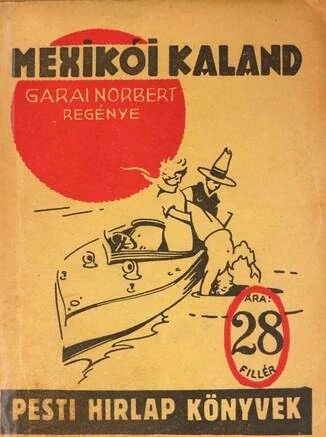 MEXIKÓI KALAND
GARAI NORBERT
REGÉNYE
ÁRA:
28
FILLÉR
PESTI HIRLAP KÖNYVEK